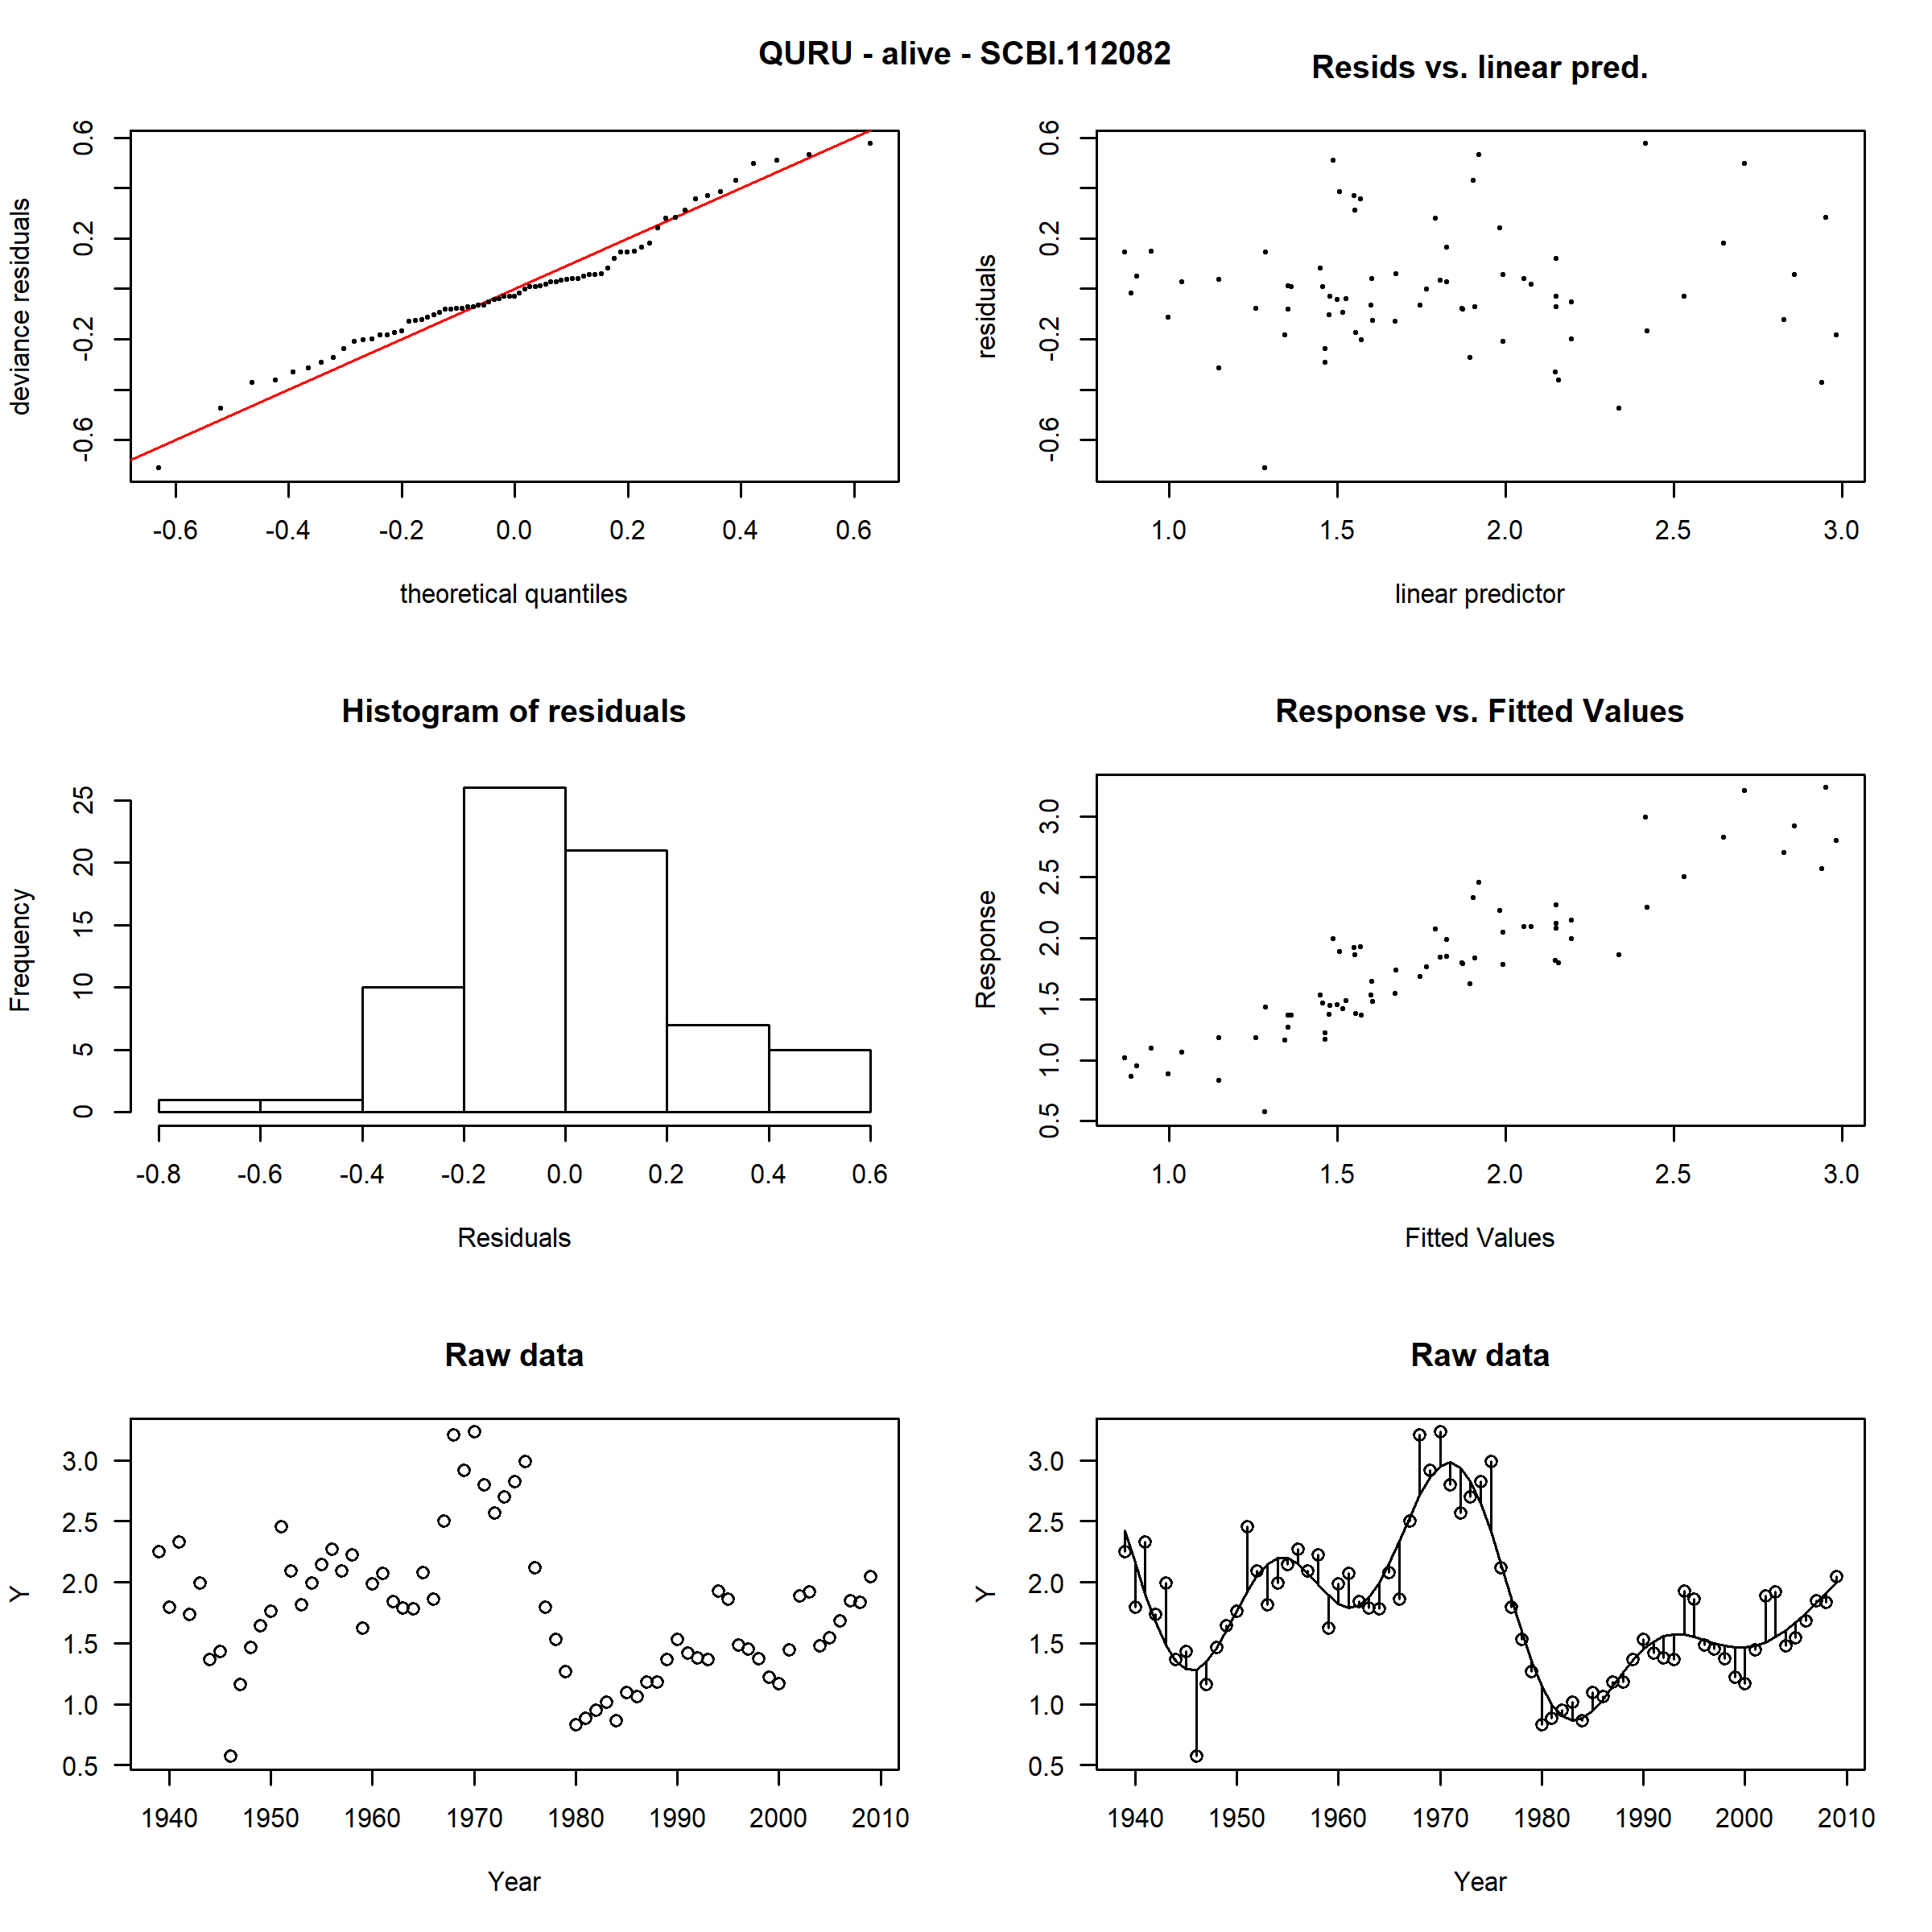 QURU - alive - SCBI.112082
Resids vs. linear pred.
deviance residuals
-0.6 -0.2 0.2 0.6
-0.6 -0.4 -0.2 0.0 0.2 0.4 0.6
theoretical quantiles
residuals
-0.6 -0.2 0.2 0.6
1.0 1.5 2.0 2.5 3.0
linear predictor
Histogram of residuals
Frequency
0 5 10 15 20 25
-0.8 -0.6 -0.4 -0.2 0.0 0.2 0.4 0.6
Residuals
Response vs. Fitted Values
Response
0.5 1.0 1.5 2.0 2.5 3.0
1.0 1.5 2.0 2.5 3.0
Fitted Values
Raw data
Y
3.0
2.5
2.0
1.5
1.0
0.5
1940 1950 1960 1970 1980 1990 2000 2010
Year
Raw data
Y
3.0
2.5
2.0
1.5
1.0
0.5
1940 1950 1960 1970 1980 1990 2000 2010
Year